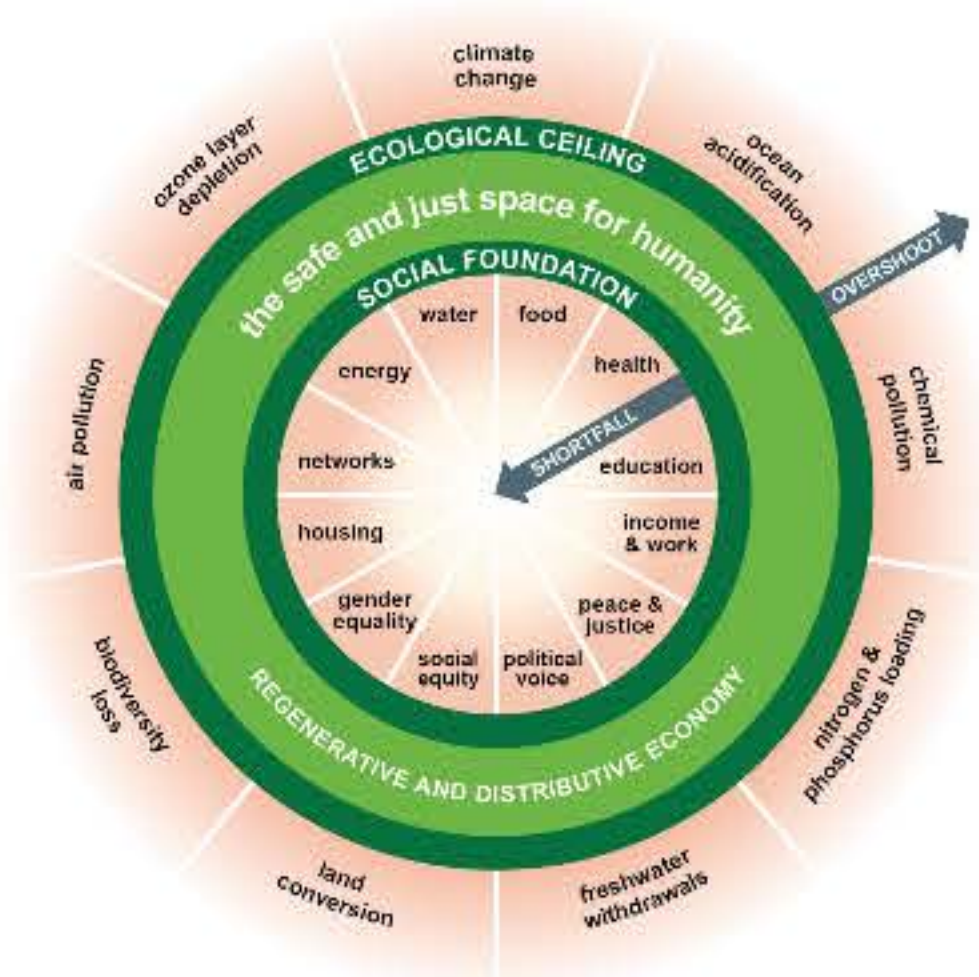 climate
change
ocean
acidification
OVERSHOOT
chemical
pollution
nitrogen &
phosphorus loading
freshwater
withdrawals
land
conversion
biodiversity
loss
air pollution
ozone layer
depletion
ECOLOGICAL CEILING
the safe and just space for humanity
SOCIAL FOUNDATION
water
food
health
SHORTFALL
education
income
& work
peace &
justice
political
voice
social
equity
gender
equality
housing
networks
energy
REGENERATIVE AND DISTRIBUTIVE ECONOMY